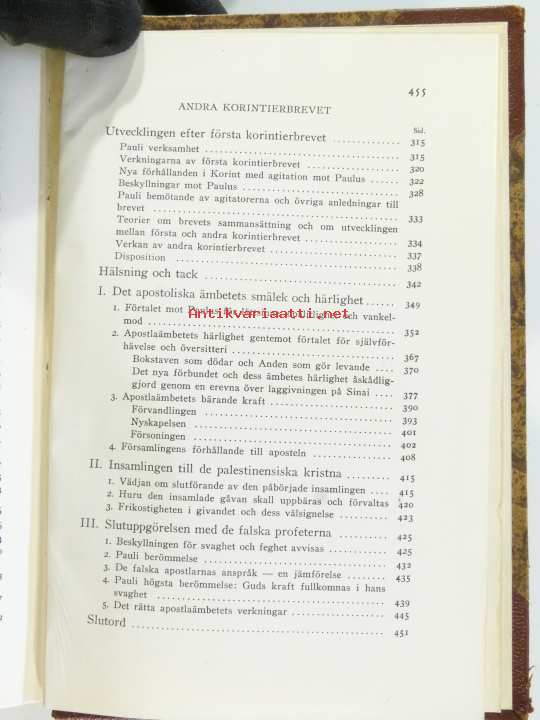 455
ANDRA KORINTIERBREVET
Sid.
Utvecklingen efter första korintierbrevet .............. 315
Pauli verksamhet .............. 315
Verkningarna av första korintierbrevet .............. 320
Nya förhållanden i Korint med agitation mot Paulus ....... 322
Beskyllningar mot Paulus .............. 328
Pauli bemötande av agitatorerna och övriga anledningar till
brevet .............. 333
Teorier om brevets sammansättning och om utvecklingen
mellan första och andra korintierbrevet .............. 334
Verkan av andra korintierbrevet .............. 337
Disposition .............. 338
Hälsning och tack .............. 342
I. Det apostoliska ämbetets smälek och härlighet ...... 349
1. Förtalet mot Paulus för och vankel-
mod .............. 352
Antikvariaatti.net
2. Apostlaämbetets härlighet gentemot förtalet för självför-
hävelse och översitteri .............. 367
Bokstaven som dödar och Anden som gör levande .... 370
Det nya förbundet och dess ämbetes härlighet åskådlig-
gjord genom en erevna över laggivningen på Sinai .... 377
3. Apostlaämbetets bärande kraft .............. 390
Förvandlingen .............. 393
Nyskapelsen .............. 401
Försoningen .............. 402
4. Församlingens förhållande till aposteln .............. 408
II. Insamlingen till de palestinensiska kristna .......... 415
1. Vädjan om slutförande av den påbörjade insamlingen .... 415
2. Huru den insamlade gåvan skall uppbäras och förvaltas 420
3. Frikostigheten i givandet och dess välsignelse .......... 423
III. Slutuppgörelsen med de falska profeterna .......... 425
1. Beskyllningen för svaghet och feghet avvisas .......... 425
2. Pauli berömmelse .............. 432
3. De falska apostlarnas anspråk — en jämförelse ....... 435
4. Pauli högsta berömmelse: Guds kraft fullkomnas i hans
svaghet .............. 439
5. Det rätta apostlaämbetets verkningar .............. 445
Slutord .............. 451